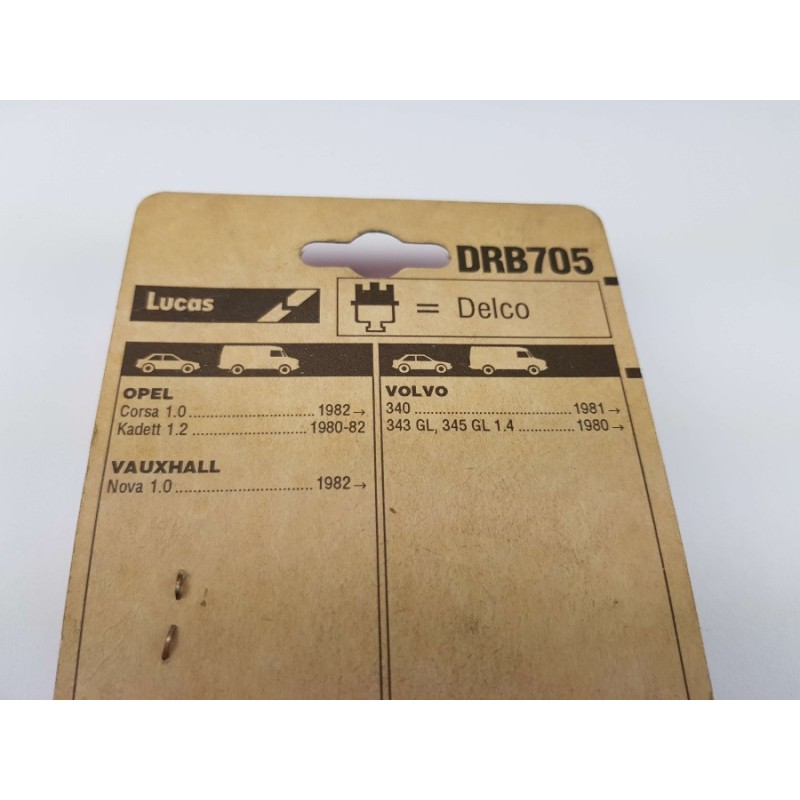 DRB705
Lucas
= Delco
OPEL
Corsa 1.0 ........................ 1982→
Kadett 1.2 ...................... 1980-82
VAUXHALL
Nova 1.0 ........................... 1982→
VOLVO
340 .............................. 1981→
343 GL, 345 GL 1.4 .............. 1980→